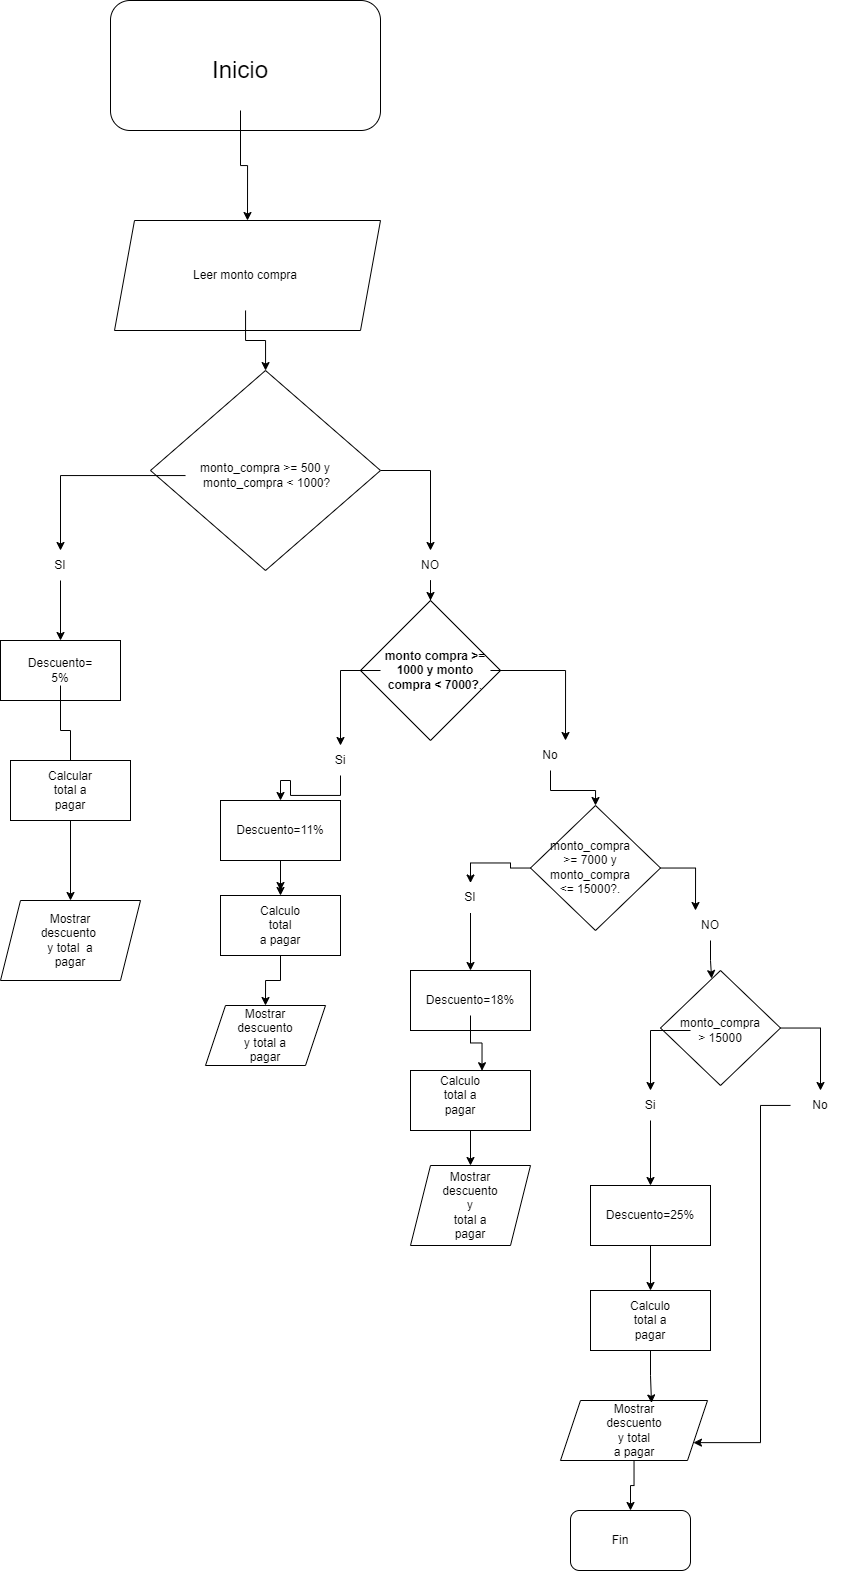 Inicio
Leer monto compra
monto_compra >= 500 y
monto_compra < 1000?
SI
NO
Descuento=
5%
monto compra >=
1000 y monto
compra < 7000?.
Calcular
total a
pagar
Si
No
Descuento=11%
monto_compra
>= 7000 y
monto_compra
<= 15000?.
Mostrar
descuento
y total a
pagar
Calculo
total
a pagar
SI
NO
Mostrar
descuento
y total a
pagar
Descuento=18%
monto_compra
> 15000
Calculo
total a
pagar
Si
No
Mostrar
descuento
y
total a
pagar
Descuento=25%
Calculo
total a
pagar
Mostrar
descuento
y total
a pagar
Fin